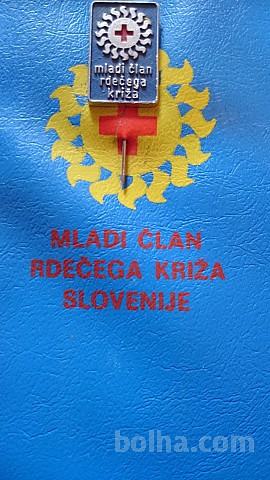 mladi član
rdečega
križa
MLADI ČLAN
RDEČEGA KRIŽA
SLOVENIJE
bolha.com